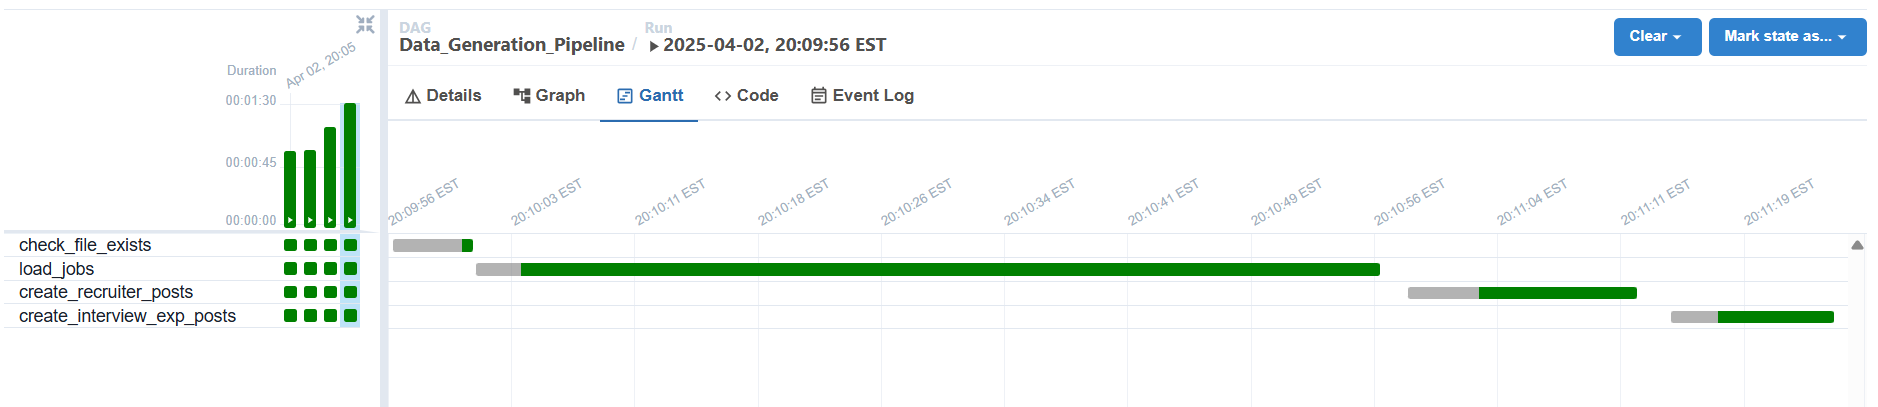 DAG
Data_Generation_Pipeline
/
Run
2025-04-02, 20:09:56 EST
Clear
Mark state as...
Details
Graph
Gantt
Code
Event Log
Duration
Apr 02, 20:05
00:01:30
00:00:45
00:00:00
20:09:56 EST
20:10:03 EST
20:10:11 EST
20:10:18 EST
20:10:26 EST
20:10:34 EST
20:10:41 EST
20:10:49 EST
20:10:56 EST
20:11:04 EST
20:11:11 EST
20:11:19 EST
check_file_exists
load_jobs
create_recruiter_posts
create_interview_exp_posts